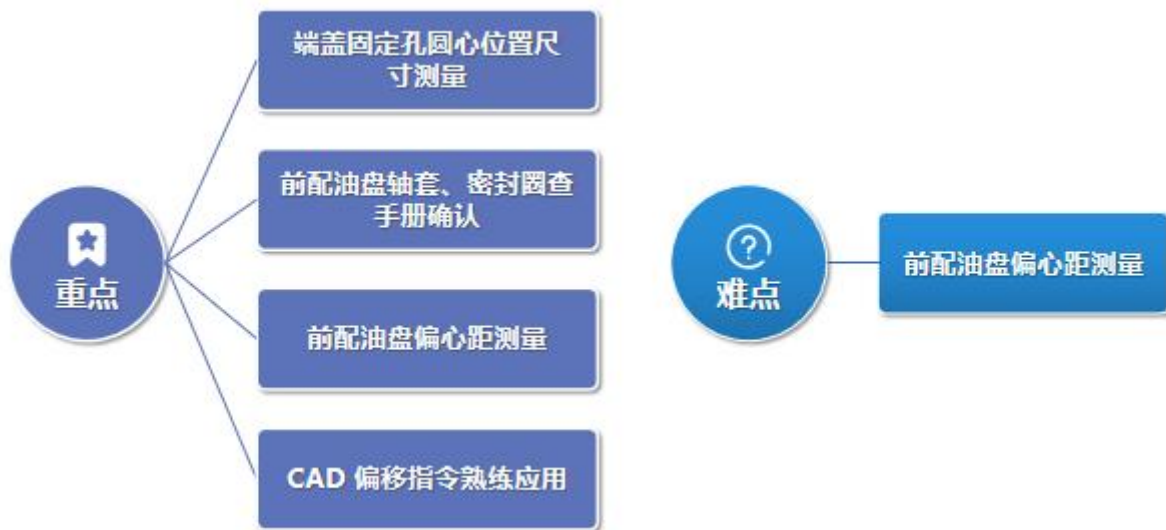 重点
端盖固定孔圆心位置尺
寸测量
前配油盘轴套、密封圈查
手册确认
前配油盘偏心距测量
CAD 偏移指令熟练应用
难点
前配油盘偏心距测量